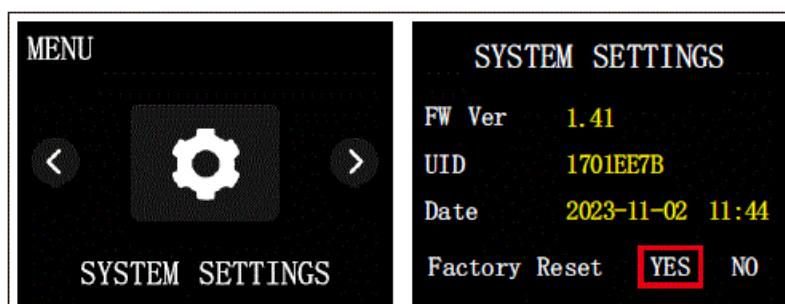 MENU
SYSTEM SETTINGS
SYSTEM SETTINGS
FW Ver 1.41
UID 1701EE7B
Date 2023-11-02 11:44
Factory Reset YES NO